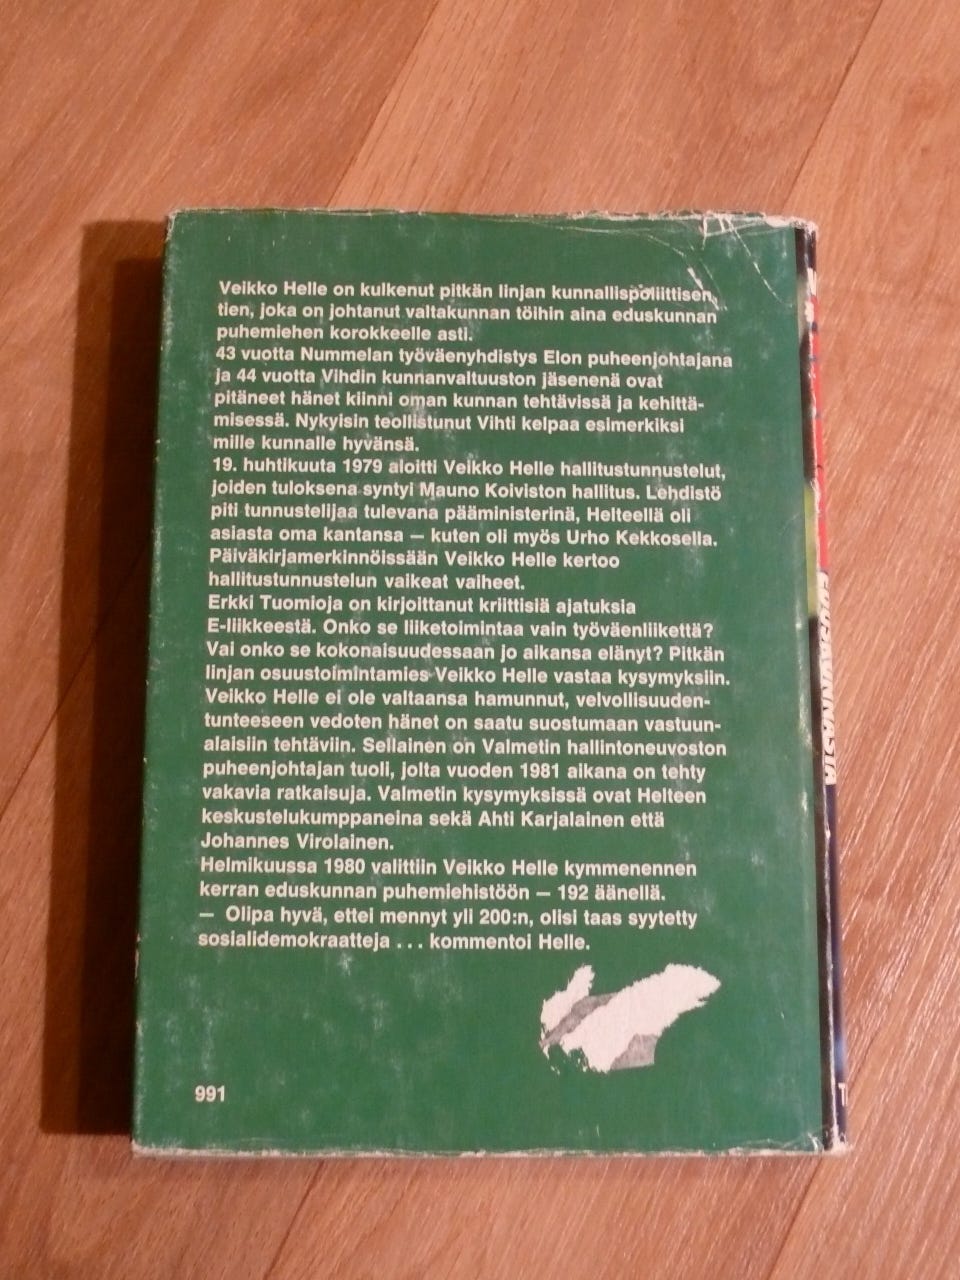 Veikko Helle on kulkenut pitkän linjan kunnallispoliittisen
tien, joka on johtanut valtakunnan töihin aina eduskunnan
puhemiehen korokkeelle asti.
43 vuotta Nummelan työväenyhdistys Elon puheenjohtajana
ja 44 vuotta Vihdin kunnanvaltuuston jäsenenä ovat
pitäneet hänet kiinni oman kunnan tehtävissä ja kehittä-
misessä. Nykyisin teollistunut Vihti kelpaa esimerkiksi
mille kunnalle hyvänsä.
19. huhtikuuta 1979 aloitti Veikko Helle hallitustunnustelut,
joiden tuloksena syntyi Mauno Koiviston hallitus. Lehdistö
piti tunnustelijaa tulevana pääministerinä, Helteellä oli
asiasta oma kantansa — kuten oli myös Urho Kekkosella.
Päiväkirjamerkinnöissään Veikko Helle kertoo
hallitustunnustelun vaikeat vaiheet.
Erkki Tuomioja on kirjoittanut kriittisiä ajatuksia
E-liikkeestä. Onko se liiketoimintaa vain työväenliikettä?
Vai onko se kokonaisuudessaan jo aikansa elänyt? Pitkän
linjan osuustoimintamies Veikko Helle vastaa kysymyksiin.
Veikko Helle ei ole valtaansa hamunnut, velvollisuuden-
tunteeseen vedoten hänet on saatu suostumaan vastuun-
alaisiin tehtäviin. Sellainen on Valmetin hallintoneuvoston
puheenjohtajan tuoli, jolta vuoden 1981 aikana on tehty
vakavia ratkaisuja. Valmetin kysymyksissä ovat Helteen
keskustelukumppaneina sekä Ahti Karjalainen että
Johannes Virolainen.
Helmikuussa 1980 valittiin Veikko Helle kymmenennen
kerran eduskunnan puhemiehistöön — 192 äänellä.
— Olipa hyvä, ettei mennyt yli 200:n, olisi taas syytetty
sosialidemokraatteja ... kommentoi Helle.
991